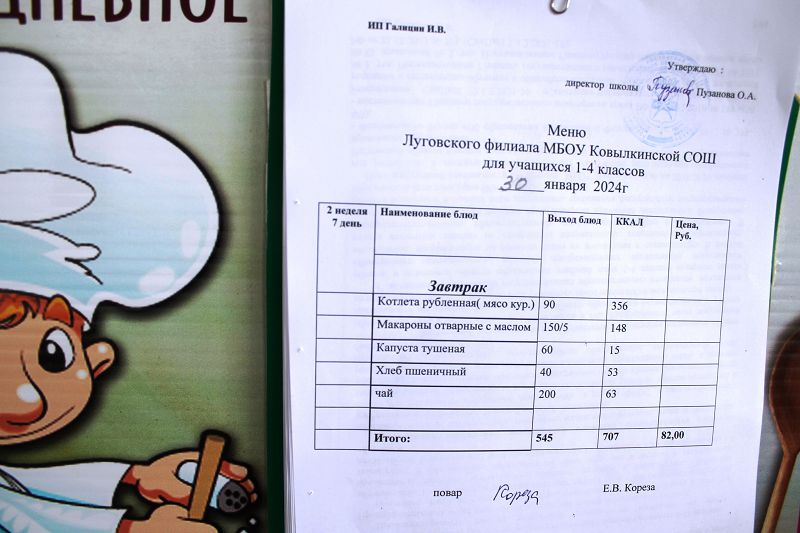 ДНЕВНОЕ
ИП Галицин И.В.
Утверждаю :
директор школы Пузанов Пузанова О.А.
Меню
Луговского филиала МБОУ Ковылкинской СОШ
для учащихся 1-4 классов
30 января 2024г
2 неделя 7 день Наименование блюд Выход блюд ККАЛ Цена, Руб.
Завтрак
Котлета рубленная( мясо кур.) 90 356
Макароны отварные с маслом 150/5 148
Капуста тушеная 60 15
Хлеб пшеничный 40 53
чай 200 63
Итого: 545 707 82,00
повар Кореза Е.В. Кореза